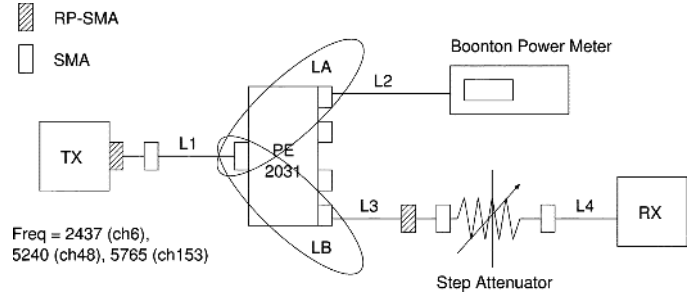 RP-SMA
SMA
Boonton Power Meter
LA
L2
TX
L1
PE
2031
L3
L4
RX
LB
Freq = 2437 (ch6),
5240 (ch48), 5765 (ch153)
Step Attenuator